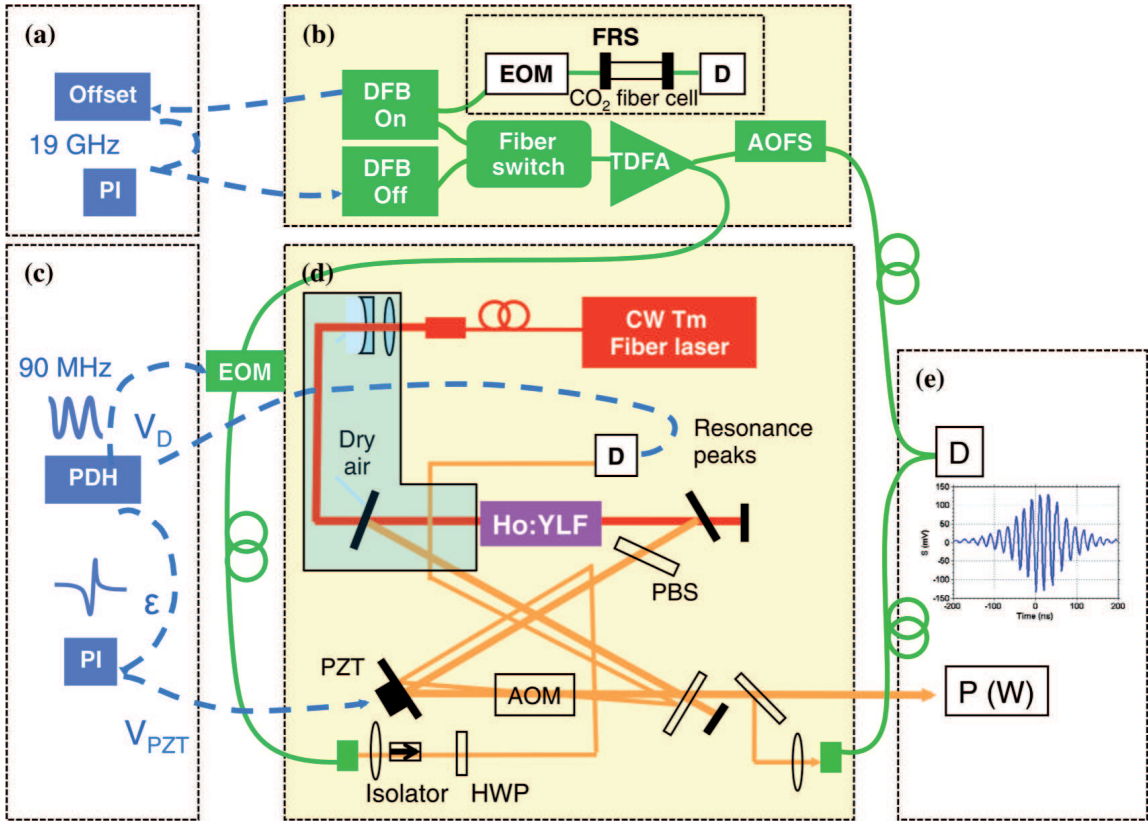 (a)
Offset
19 GHz
PI
(b)
FRS
EOM
D
CO₂ fiber cell
DFB
On
DFB
Off
Fiber
switch
TDFA
AOFS
(c)
90 MHz
EOM
V_D
PDH
ε
PI
V_PZT
(d)
CW Tm
Fiber laser
Dry
air
D
Resonance
peaks
Ho:YLF
PBS
PZT
AOM
Isolator
HWP
(e)
D
150
100
50
0
-50
-100
-150
S (mV)
-200
-100
0
100
200
Time (ns)
P (W)